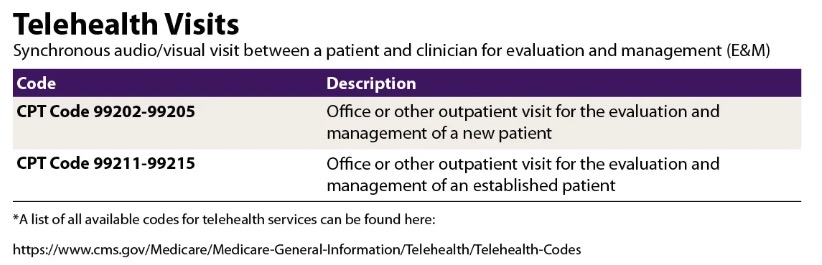 Telehealth Visits
Synchronous audio/visual visit between a patient and clinician for evaluation and management (E&M)
Code Description
CPT Code 99202-99205 Office or other outpatient visit for the evaluation and
management of a new patient
CPT Code 99211-99215 Office or other outpatient visit for the evaluation and
management of an established patient
*A list of all available codes for telehealth services can be found here:
https://www.cms.gov/Medicare/Medicare-General-Information/Telehealth/Telehealth-Codes